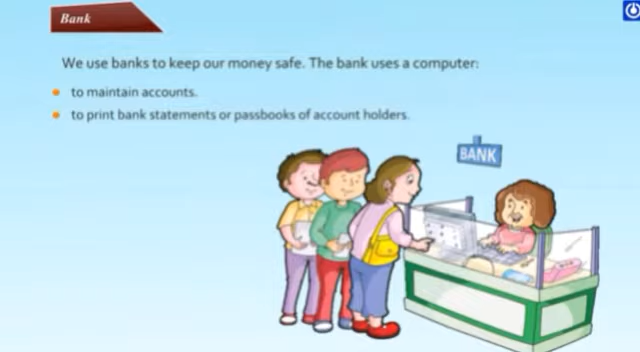 Bank
We use banks to keep our money safe. The bank uses a computer:
to maintain accounts.
to print bank statements or passbooks of account holders.
BANK